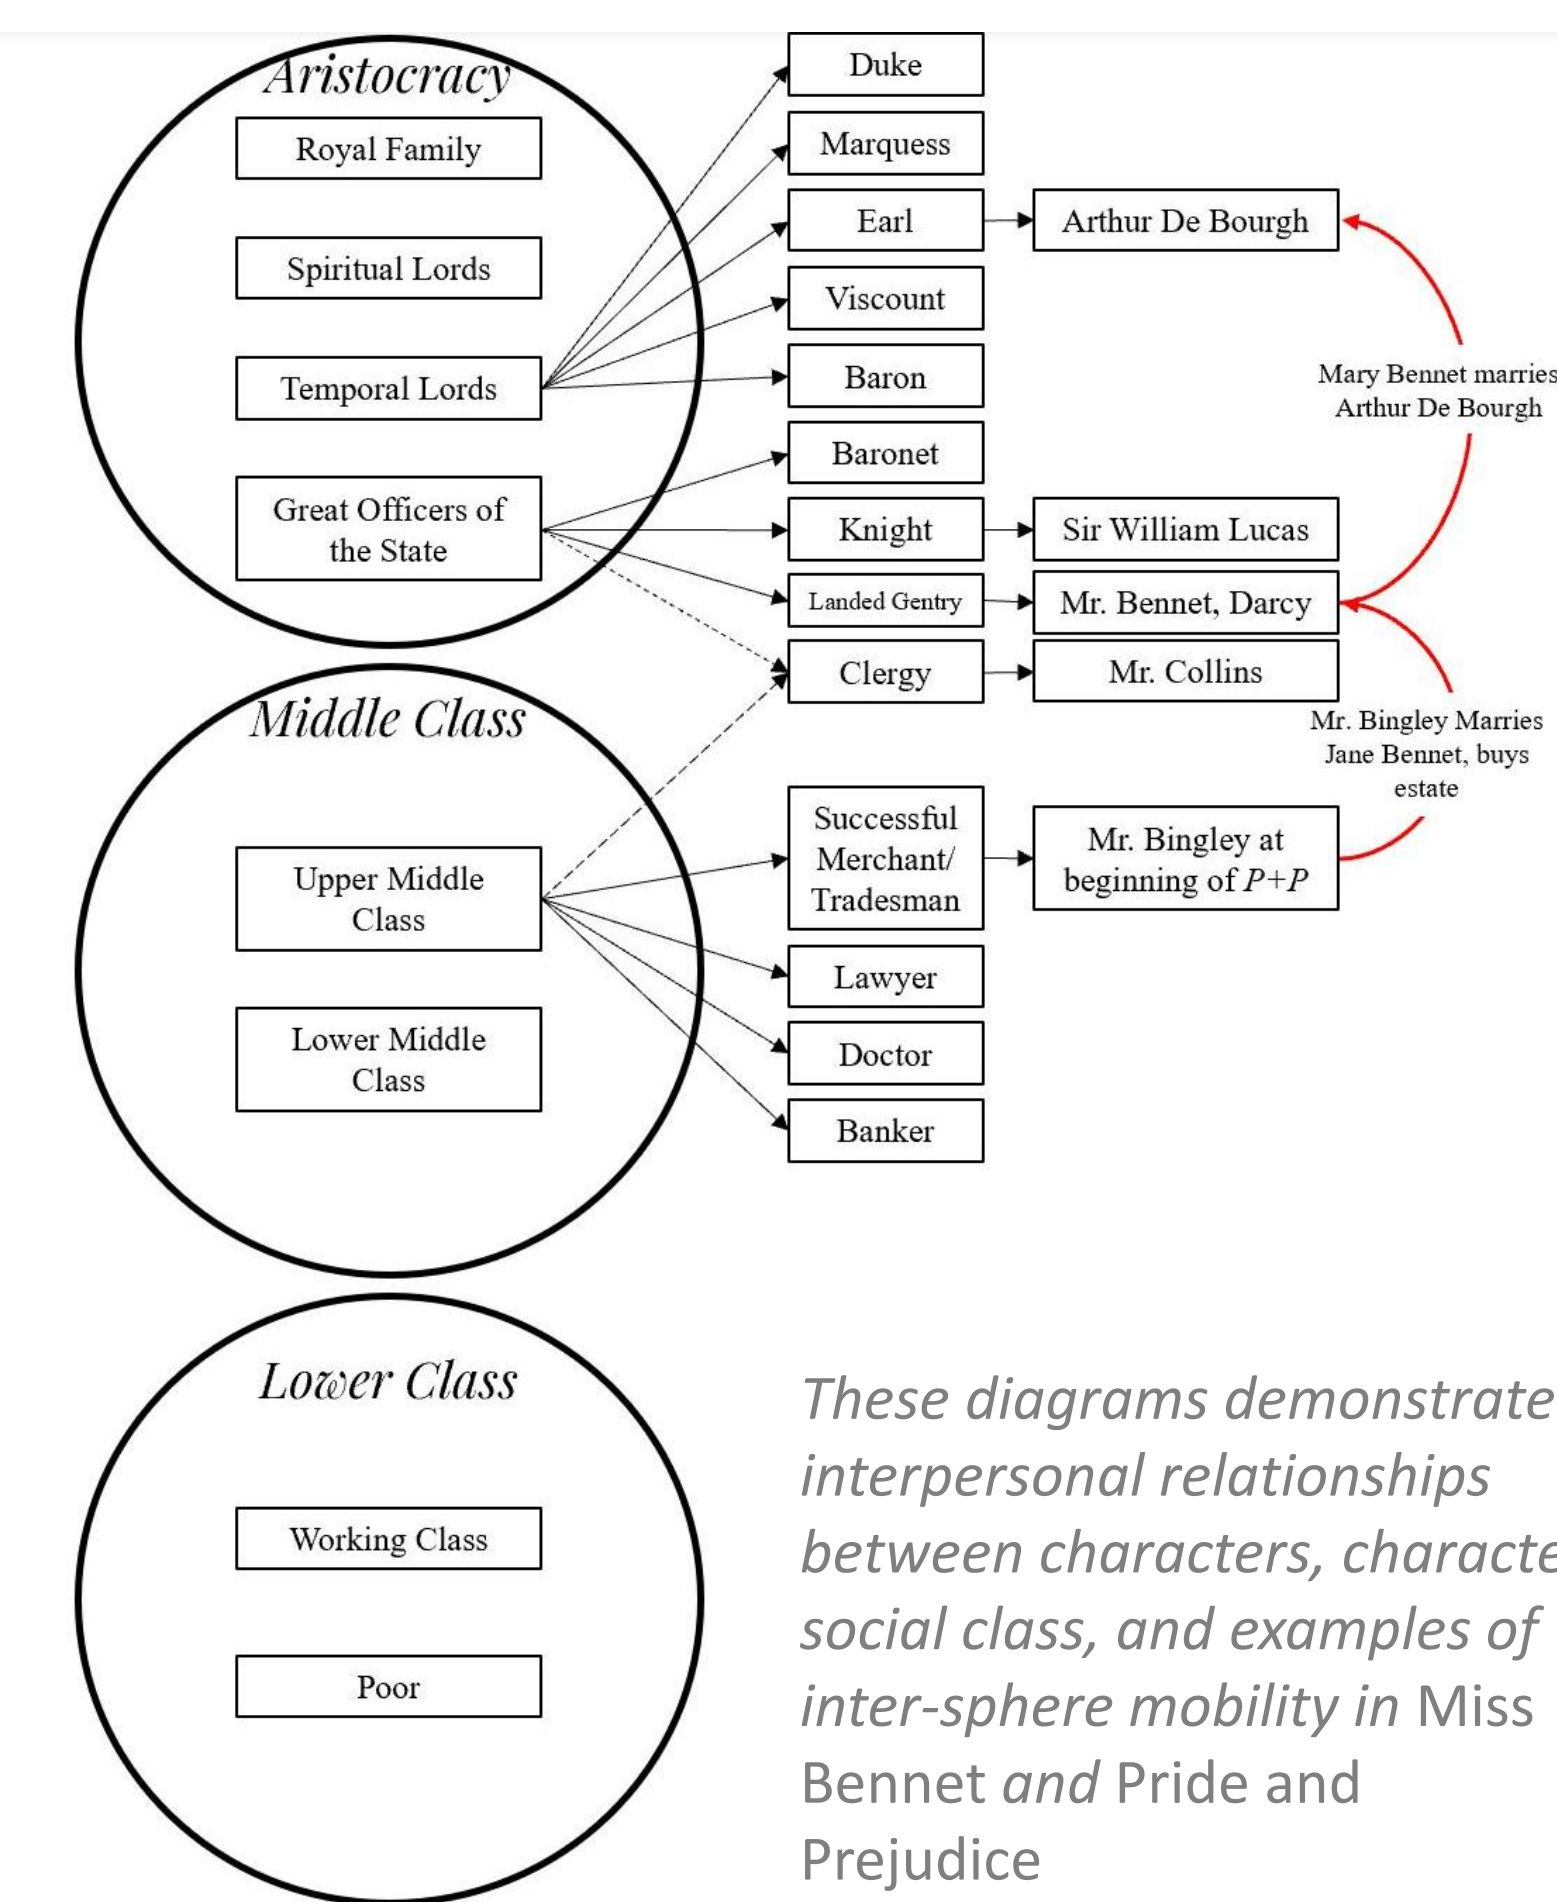 Aristocracy
Royal Family
Spiritual Lords
Temporal Lords
Great Officers of
the State
Duke
Marquess
Earl
Viscount
Baron
Baronet
Knight
Landed Gentry
Clergy
Arthur De Bourgh
Sir William Lucas
Mr. Bennet, Darcy
Mr. Collins
Mary Bennet marries
Arthur De Bourgh
Mr. Bingley Marries
Jane Bennet, buys
estate
Middle Class
Upper Middle
Class
Lower Middle
Class
Successful
Merchant/
Tradesman
Lawyer
Doctor
Banker
Mr. Bingley at
beginning of P+P
Lower Class
Working Class
Poor
These diagrams demonstrate
interpersonal relationships
between characters, characte
social class, and examples of
inter-sphere mobility in Miss
Bennet and Pride and
Prejudice